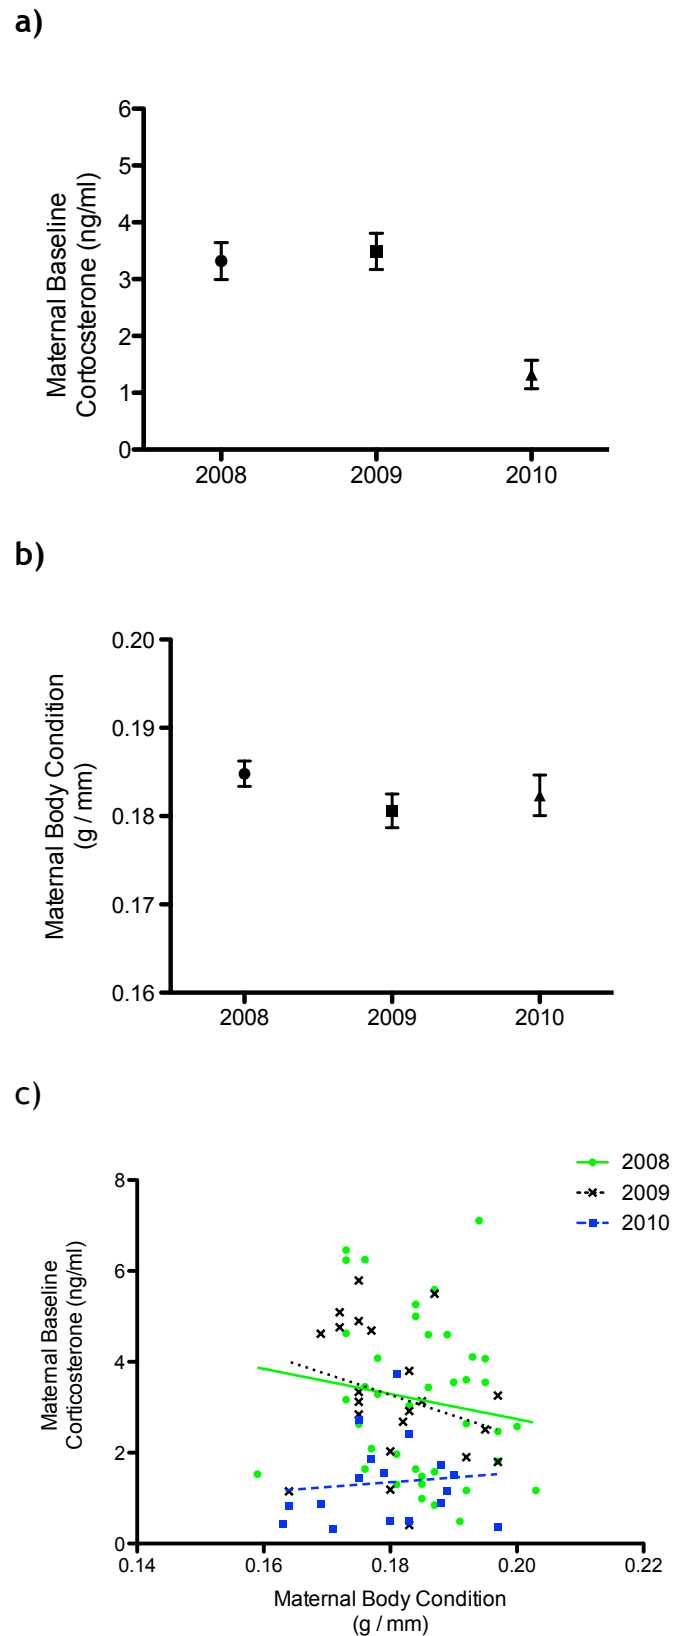 a)
6
5
4
3
2
1
0
Maternal Baseline
Cortocsterone (ng/ml)
2008 2009 2010
b)
0.20
0.19
0.18
0.17
0.16
Maternal Body Condition
(g / mm)
2008 2009 2010
c)
2008
2009
2010
8
6
4
2
0
Maternal Baseline
Corticosterone (ng/ml)
0.14 0.16 0.18 0.20 0.22
Maternal Body Condition
(g / mm)